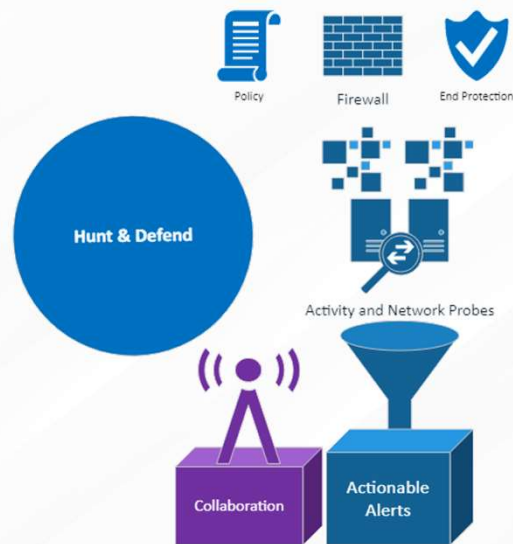 Policy
Firewall
End Protection
Hunt & Defend
Activity and Network Probes
Collaboration
Actionable
Alerts